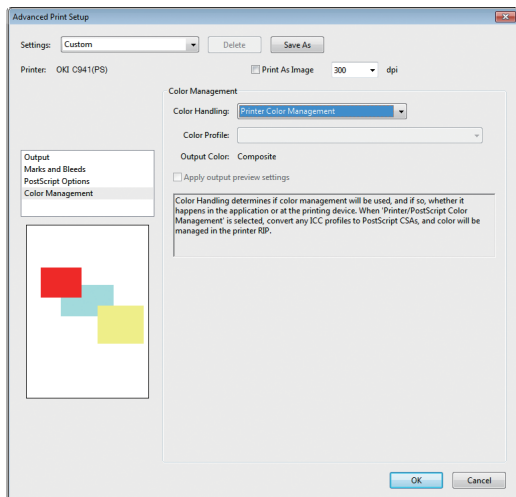 Advanced Print Setup
Settings: Custom Delete Save As
Printer: OKI C941(PS) Print As Image 300 dpi
Color Management
Color Handling: Printer Color Management
Color Profile:
Output Color: Composite
Apply output preview settings
Output
Marks and Bleeds
PostScript Options
Color Management
Color Handling determines if color management will be used, and if so, whether it
happens in the application or at the printing device. When 'Printer/PostScript Color
Management' is selected, convert any ICC profiles to PostScript CSAs, and color will be
managed in the printer RIP.
OK Cancel